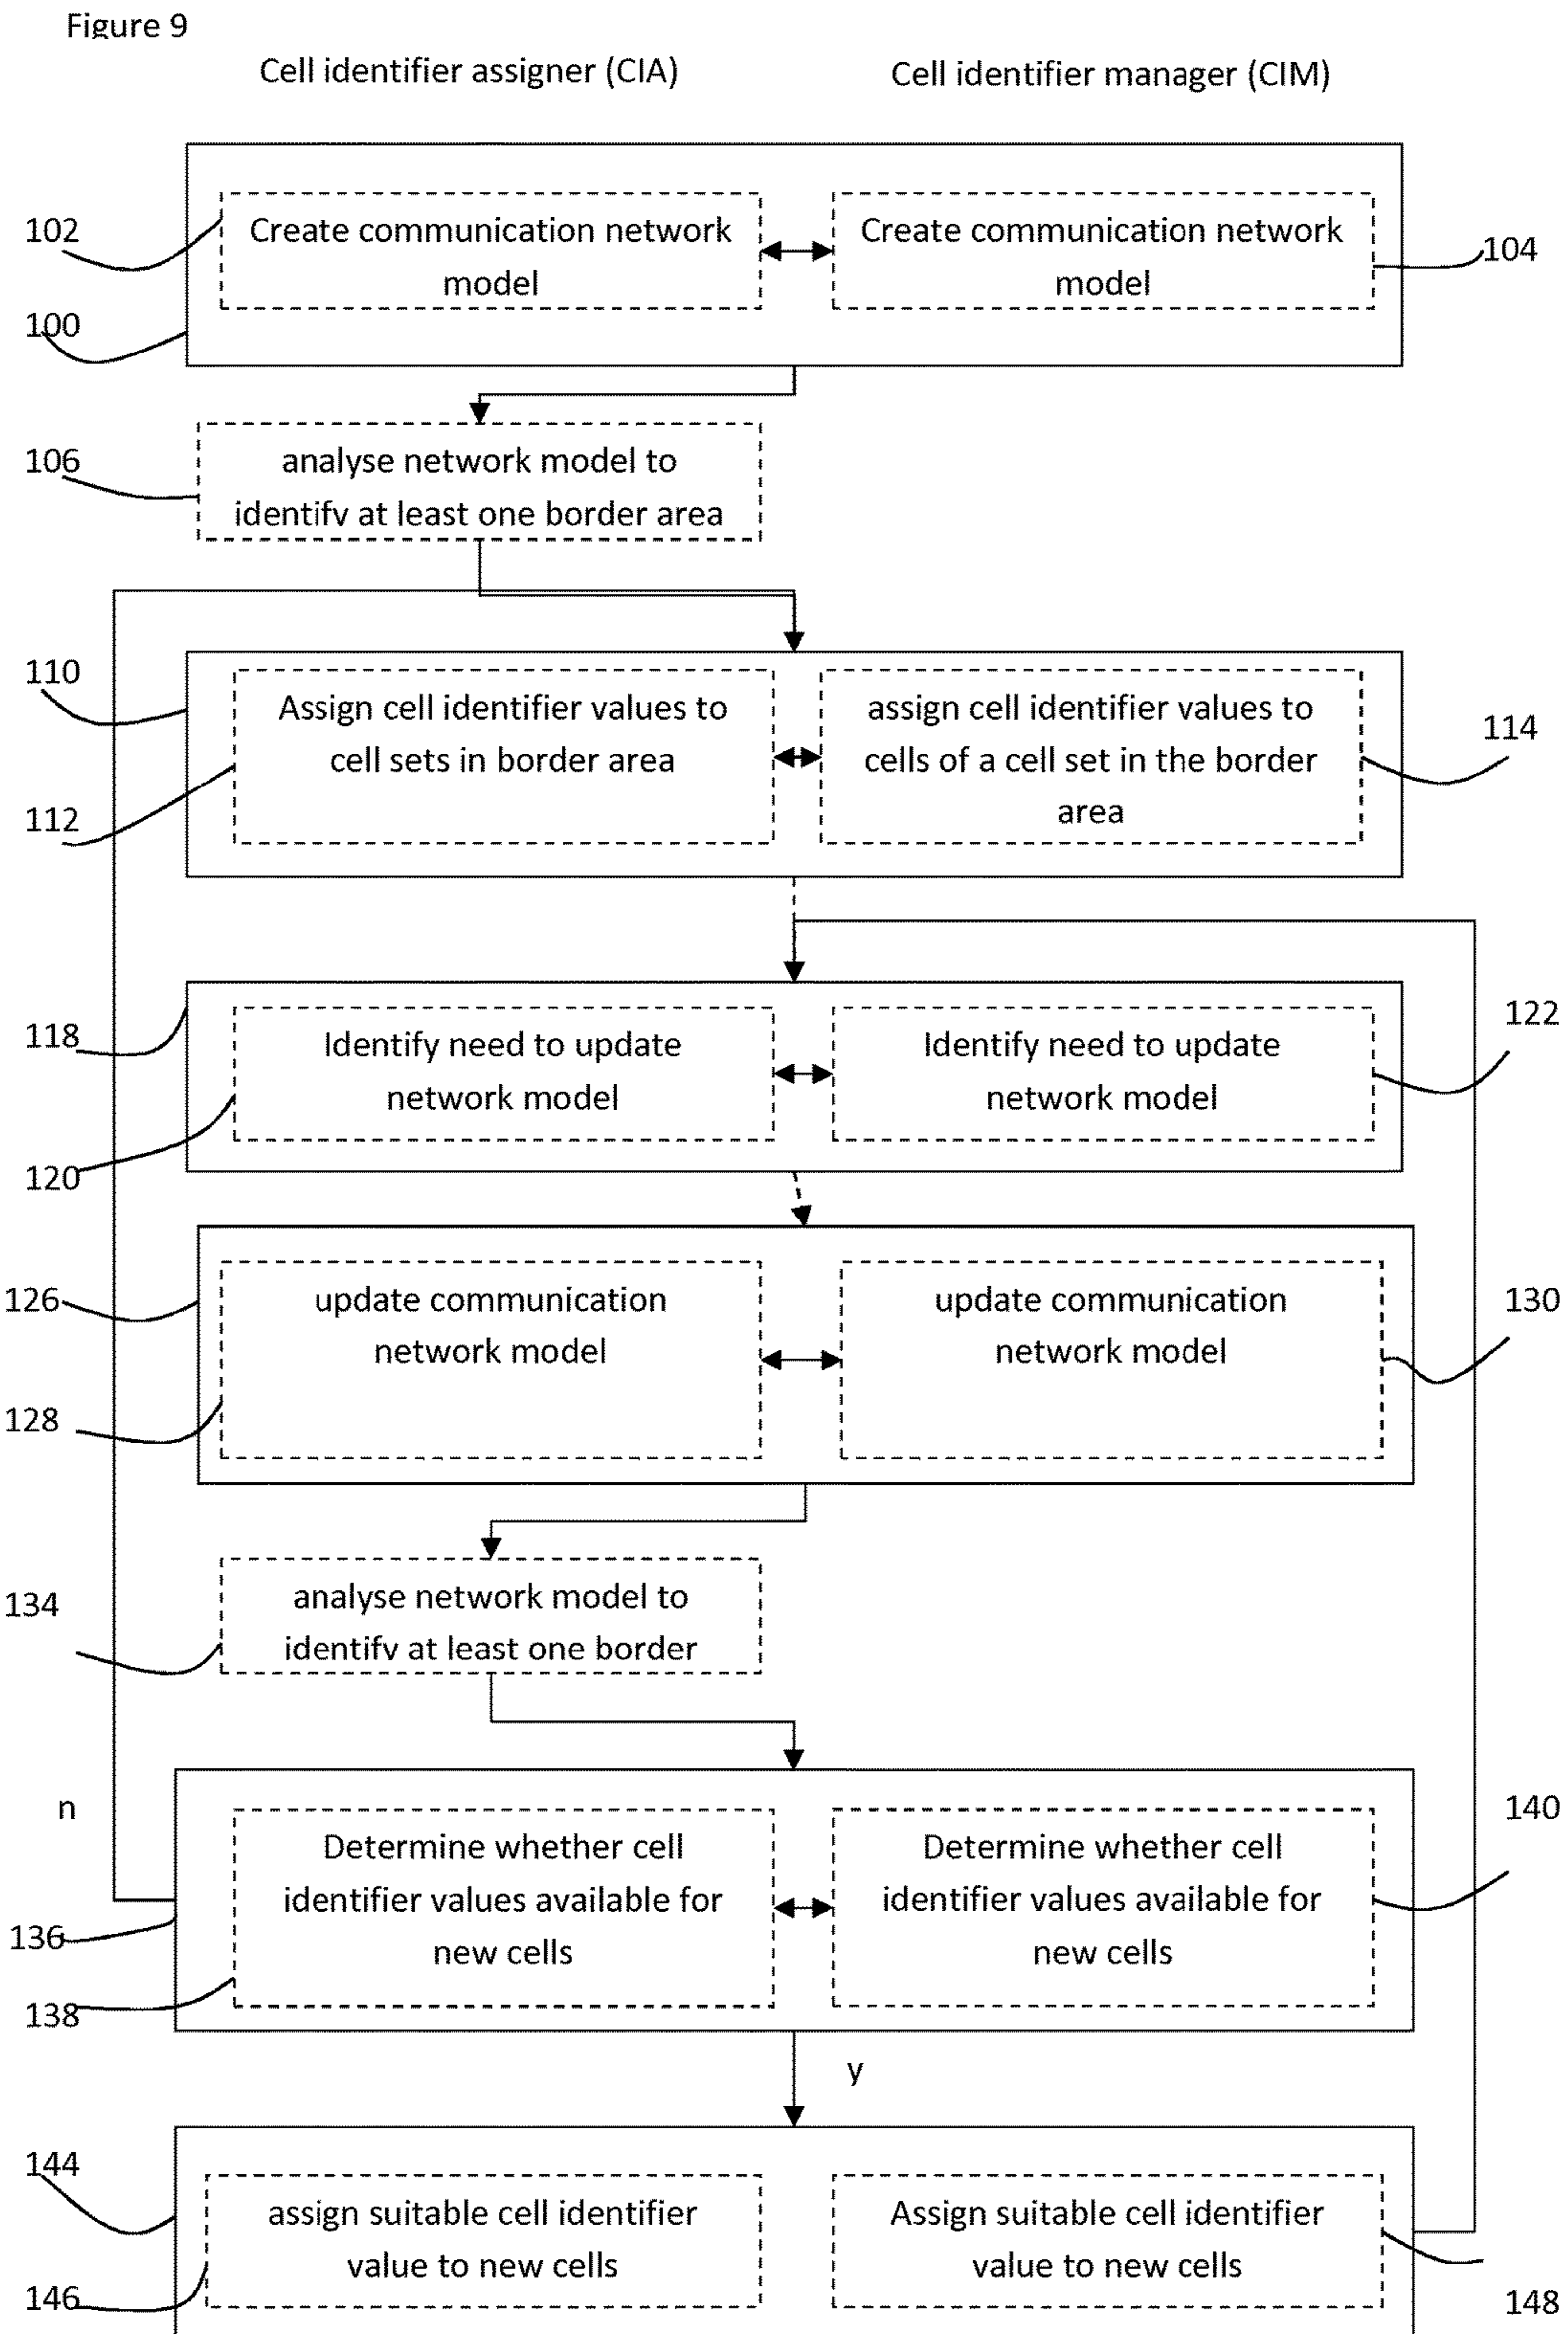 Figure 9
Cell identifier assigner (CIA)
Cell identifier manager (CIM)
102
Create communication network
model
Create communication network
model
104
100
106
analyse network model to
identify at least one border area
110
Assign cell identifier values to
cell sets in border area
assign cell identifier values to
cells of a cell set in the border
area
114
112
118
Identify need to update
network model
Identify need to update
network model
122
120
126
update communication
network model
update communication
network model
130
128
134
analyse network model to
identify at least one border
n
Determine whether cell
identifier values available for
new cells
Determine whether cell
identifier values available for
new cells
140
136
138
y
144
assign suitable cell identifier
value to new cells
Assign suitable cell identifier
value to new cells
146
148